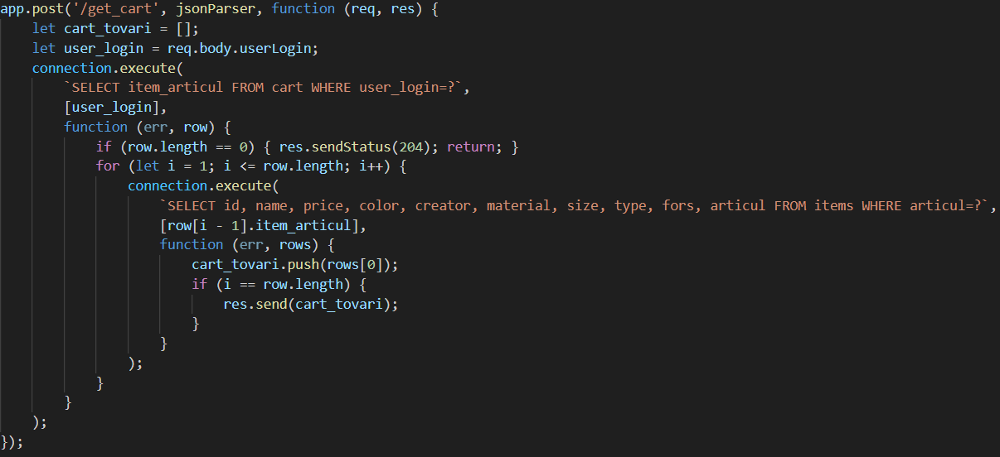 app.post('/get_cart', jsonParser, function (req, res) {
    let cart_tovari = [];
    let user_login = req.body.userLogin;
    connection.execute(
        `SELECT item_articul FROM cart WHERE user_login=?`,
        [user_login],
        function (err, row) {
            if (row.length == 0) { res.sendStatus(204); return; }
            for (let i = 1; i <= row.length; i++) {
                connection.execute(
                    `SELECT id, name, price, color, creator, material, size, type, fors, articul FROM items WHERE articul=?`,
                    [row[i - 1].item_articul],
                    function (err, rows) {
                        cart_tovari.push(rows[0]);
                        if (i == row.length) {
                            res.send(cart_tovari);
                        }
                    }
                );
            }
        }
    );
});